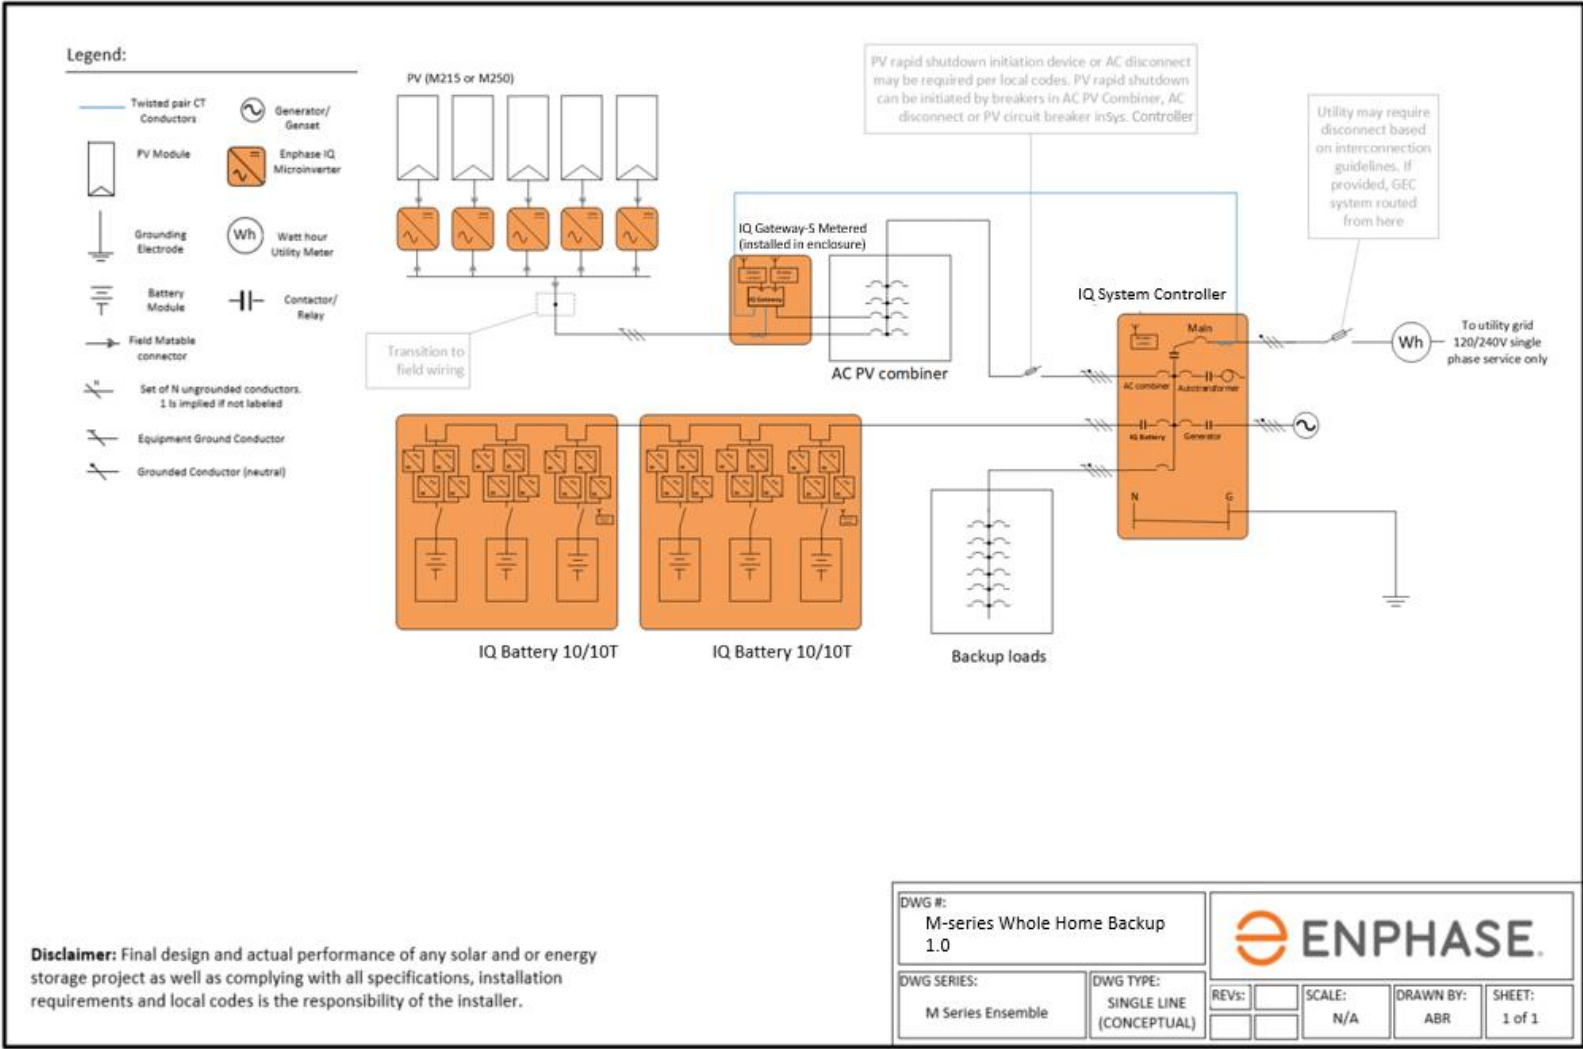 Legend:
Twisted pair CT
Conductors
Generator/
Genset
PV Module
Enphase IQ
Microinverter
Grounding
Electrode
Wh
Watt hour
Utility Meter
Battery
Module
Contactor/
Relay
Field Matable
connector
N
Set of N ungrounded conductors.
1 Is implied if not labeled
Equipment Ground Conductor
Grounded Conductor (neutral)
PV (M215 or M250)
Transition to
field wiring
IQ Gateway-S Metered
(installed in enclosure)
IQ Gateway
AC PV combiner
PV rapid shutdown initiation device or AC disconnect
may be required per local codes. PV rapid shutdown
can be initiated by breakers in AC PV Combiner, AC
disconnect or PV circuit breaker inSys. Controller
Utility may require
disconnect based
on interconnection
guidelines. If
provided, GEC
system routed
from here
IQ System Controller
Main
AC combiner
Autotransformer
IQ Battery
Generator
N
G
Wh
To utility grid
120/240V single
phase service only
IQ Battery 10/10T
IQ Battery 10/10T
Backup loads
Disclaimer: Final design and actual performance of any solar and or energy
storage project as well as complying with all specifications, installation
requirements and local codes is the responsibility of the installer.
DWG #:
M-series Whole Home Backup
1.0
DWG SERIES:
M Series Ensemble
DWG TYPE:
SINGLE LINE
(CONCEPTUAL)
ENPHASE.
REVs:
SCALE:
N/A
DRAWN BY:
ABR
SHEET:
1 of 1